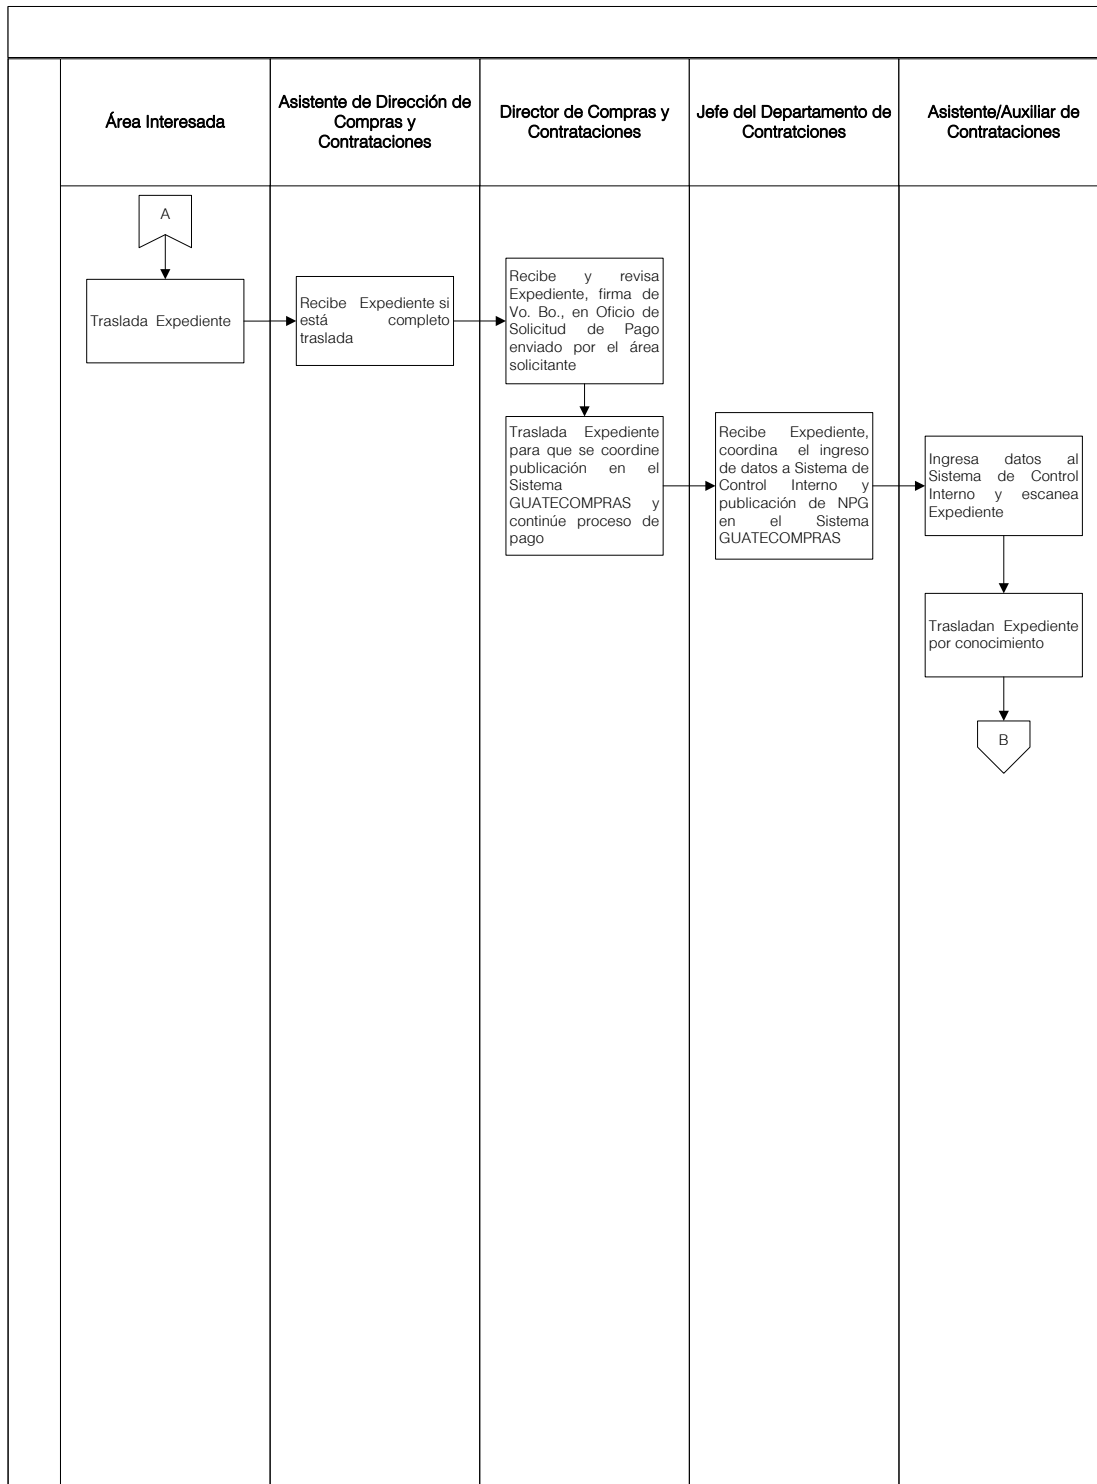 Área Interesada
Asistente de Dirección de
Compras y
Contrataciones
Director de Compras y
Contrataciones
Jefe del Departamento de
Contratciones
Asistente/Auxiliar de
Contrataciones
A
Traslada Expediente
Recibe Expediente si
está completo
traslada
Recibe y revisa
Expediente, firma de
Vo. Bo., en Oficio de
Solicitud de Pago
enviado por el área
solicitante
Traslada Expediente
para que se coordine
publicación en el
Sistema
GUATECOMPRAS y
continúe proceso de
pago
Recibe Expediente,
coordina el ingreso
de datos a Sistema de
Control Interno y
publicación de NPG
en el Sistema
GUATECOMPRAS
Ingresa datos al
Sistema de Control
Interno y escanea
Expediente
Trasladan Expediente
por conocimiento
B